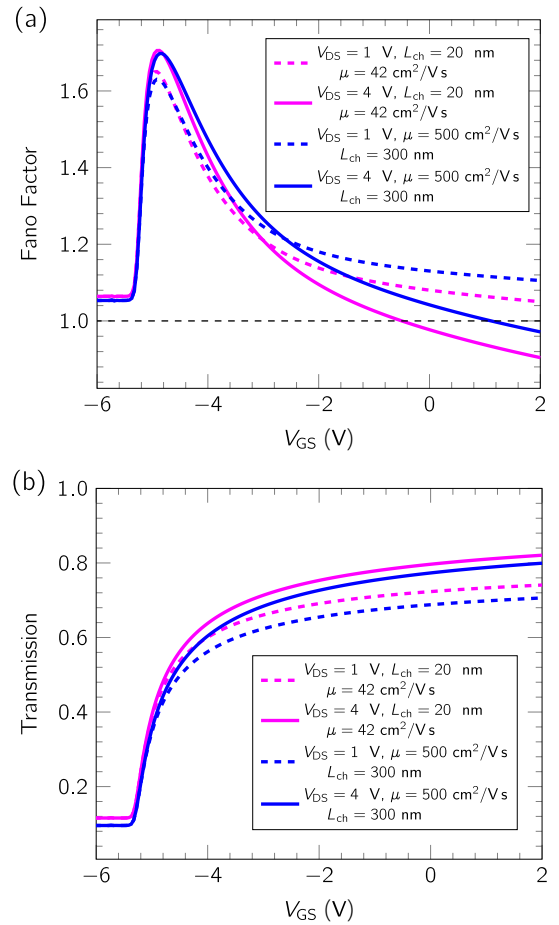 (a)
V_DS = 1 V, L_ch = 20 nm
μ = 42 cm²/V s
V_DS = 4 V, L_ch = 20 nm
μ = 42 cm²/V s
V_DS = 1 V, μ = 500 cm²/V s
L_ch = 300 nm
V_DS = 4 V, μ = 500 cm²/V s
L_ch = 300 nm
Fano Factor
1.6
1.4
1.2
1.0
−6 −4 −2 0 2
V_GS (V)
(b)
Transmission
1.0
0.8
0.6
0.4
0.2
V_DS = 1 V, L_ch = 20 nm
μ = 42 cm²/V s
V_DS = 4 V, L_ch = 20 nm
μ = 42 cm²/V s
V_DS = 1 V, μ = 500 cm²/V s
L_ch = 300 nm
V_DS = 4 V, μ = 500 cm²/V s
L_ch = 300 nm
−6 −4 −2 0 2
V_GS (V)